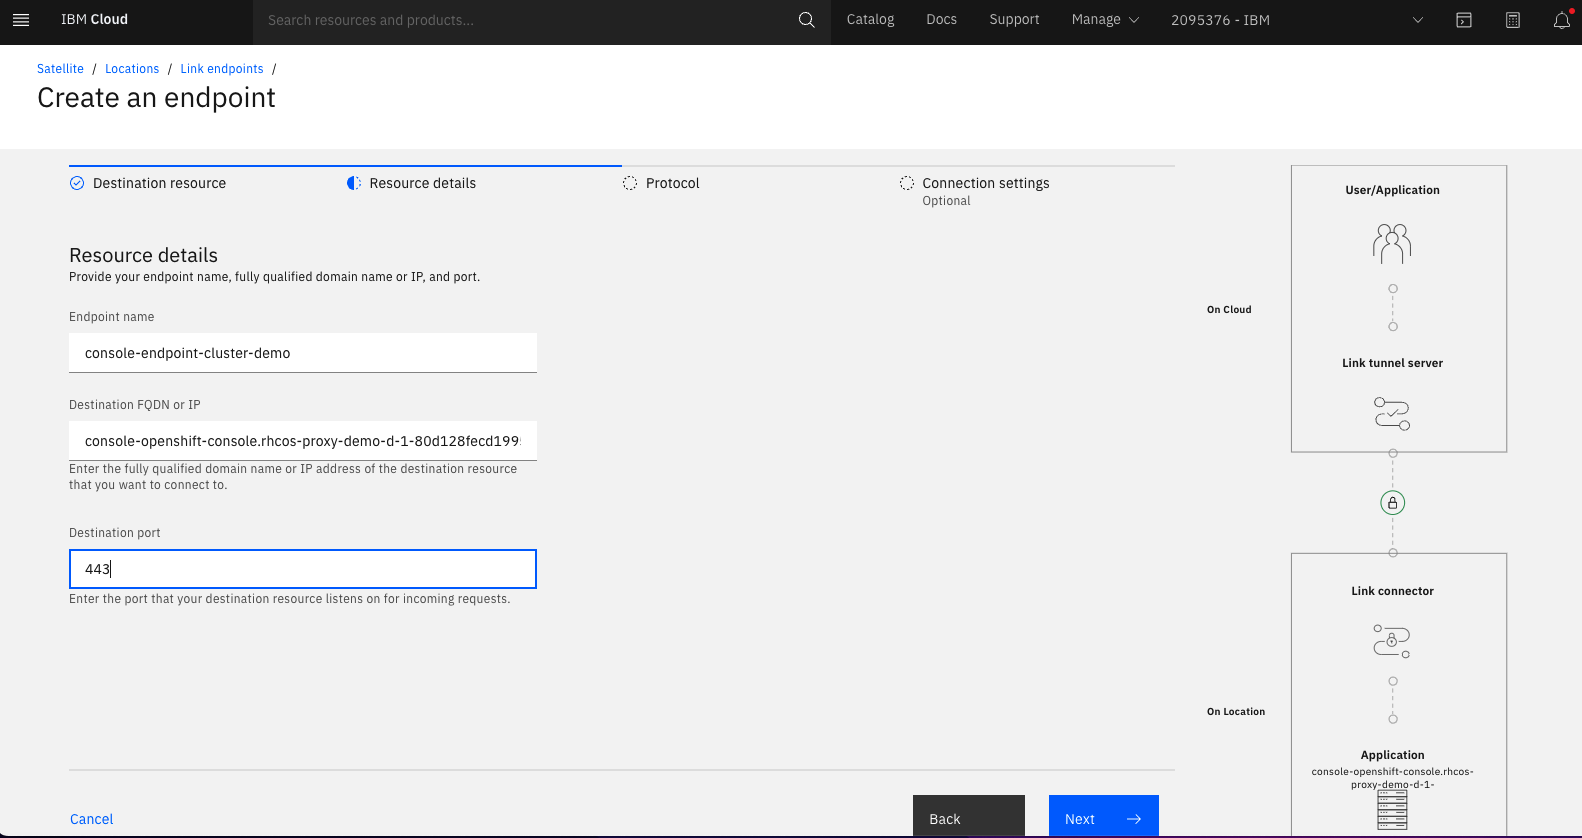 IBM Cloud
Search resources and products...
Catalog
Docs
Support
Manage
2095376 - IBM
Satellite / Locations / Link endpoints /
Create an endpoint
Destination resource
Resource details
Protocol
Connection settings
Optional
Resource details
Provide your endpoint name, fully qualified domain name or IP, and port.
Endpoint name
console-endpoint-cluster-demo
Destination FQDN or IP
console-openshift-console.rhcos-proxy-demo-d-1-80d128fecd199
Enter the fully qualified domain name or IP address of the destination resource
that you want to connect to.
Destination port
443
Enter the port that your destination resource listens on for incoming requests.
Cancel
Back
Next
User/Application
On Cloud
Link tunnel server
Link connector
On Location
Application
console-openshift-console.rhcos-
proxy-demo-d-1-